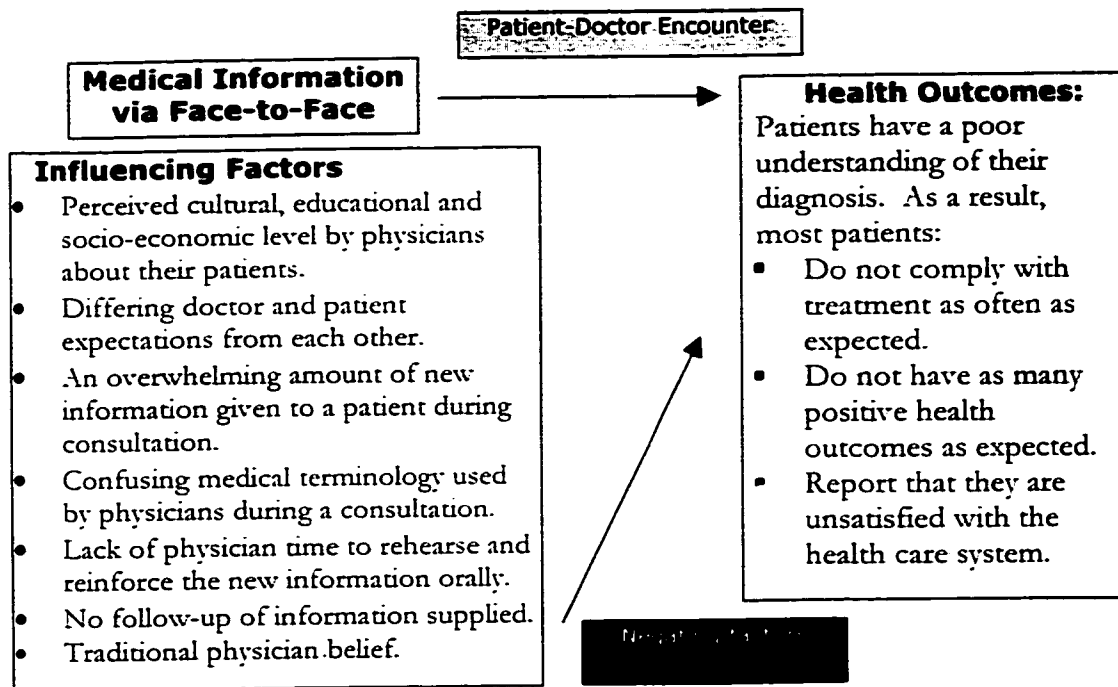 Patient-Doctor Encounter
Medical Information
via Face-to-Face
Influencing Factors
• Perceived cultural, educational and
socio-economic level by physicians
about their patients.
• Differing doctor and patient
expectations from each other.
• An overwhelming amount of new
information given to a patient during
consultation.
• Confusing medical terminology used
by physicians during a consultation.
• Lack of physician time to rehearse and
reinforce the new information orally.
• No follow-up of information supplied.
• Traditional physician belief.
Health Outcomes:
Patients have a poor
understanding of their
diagnosis. As a result,
most patients:
▪ Do not comply with
treatment as often as
expected.
▪ Do not have as many
positive health
outcomes as expected.
▪ Report that they are
unsatisfied with the
health care system.